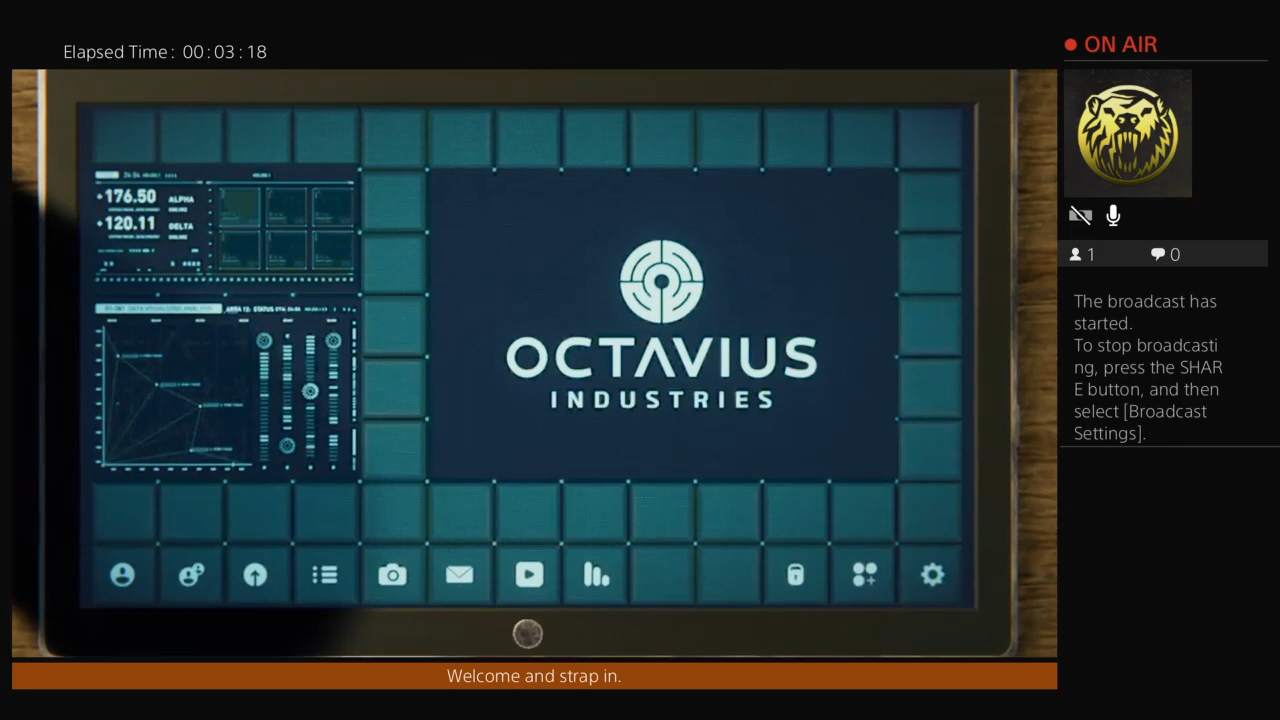 Elapsed Time: 00:03:18
ON AIR
1
0
The broadcast has
started.
To stop broadcasti
ng, press the SHAR
E button, and then
select [Broadcast
Settings].
+176.50 ALPHA
ONLINE
+120.11 DELTA
ONLINE
OCTAVIUS
INDUSTRIES
Welcome and strap in.